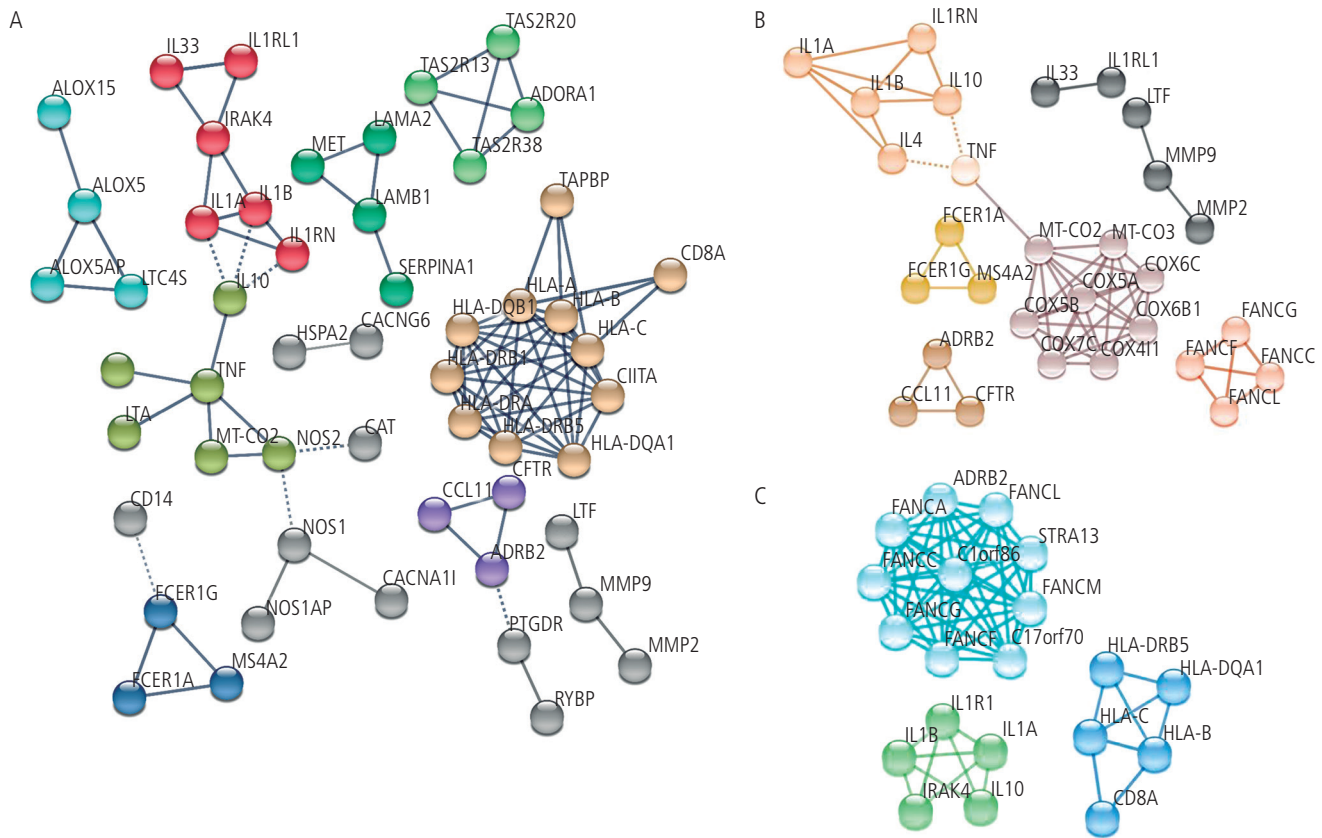 A
IL33
IL1RL1
ALOX15
IRAK4
ALOX5
IL1A
IL1B
IL1RN
ALOX5AP
LTC4S
IL10
MET
LAMA2
LAMB1
SERPINA1
TAS2R20
TAS2R13
ADORA1
TAS2R38
TAPBP
CD8A
HLA-A
HLA-B
HLA-DQB1
HLA-C
HLA-DRB1
CIITA
HLA-DRA
HLA-DRB5
HLA-DQA1
HSPA2
CACNG6
TNF
LTA
MT-CO2
NOS2
CAT
CD14
NOS1
CACNA1I
NOS1AP
FCER1G
FCER1A
MS4A2
CFTR
CCL11
ADRB2
PTGDR
RYBP
LTF
MMP9
MMP2
B
IL1RN
IL1A
IL1B
IL10
IL4
TNF
IL33
IL1RL1
LTF
MMP9
MMP2
FCER1A
FCER1G
MS4A2
MT-CO2
MT-CO3
COX6C
COX5A
COX5B
COX6B1
COX7C
COX4I1
ADRB2
CCL11
CFTR
FANCG
FANCF
FANCC
FANCL
C
ADRB2
FANCL
FANCA
STRA13
C1orf86
FANCC
FANCM
FANCG
FANCF
C17orf70
IL1R1
IL1B
IL1A
IRAK4
IL10
HLA-DRB5
HLA-DQA1
HLA-C
HLA-B
CD8A